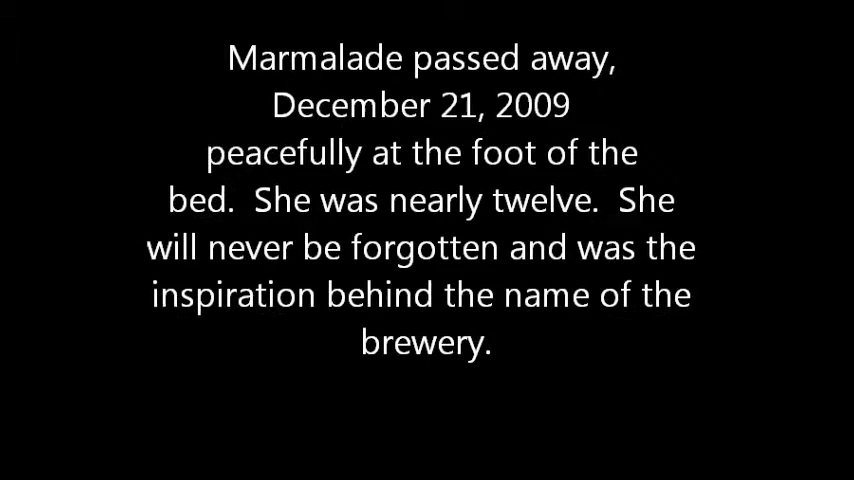 Marmalade passed away,
December 21, 2009
peacefully at the foot of the
bed.  She was nearly twelve.  She
will never be forgotten and was the
inspiration behind the name of the
brewery.